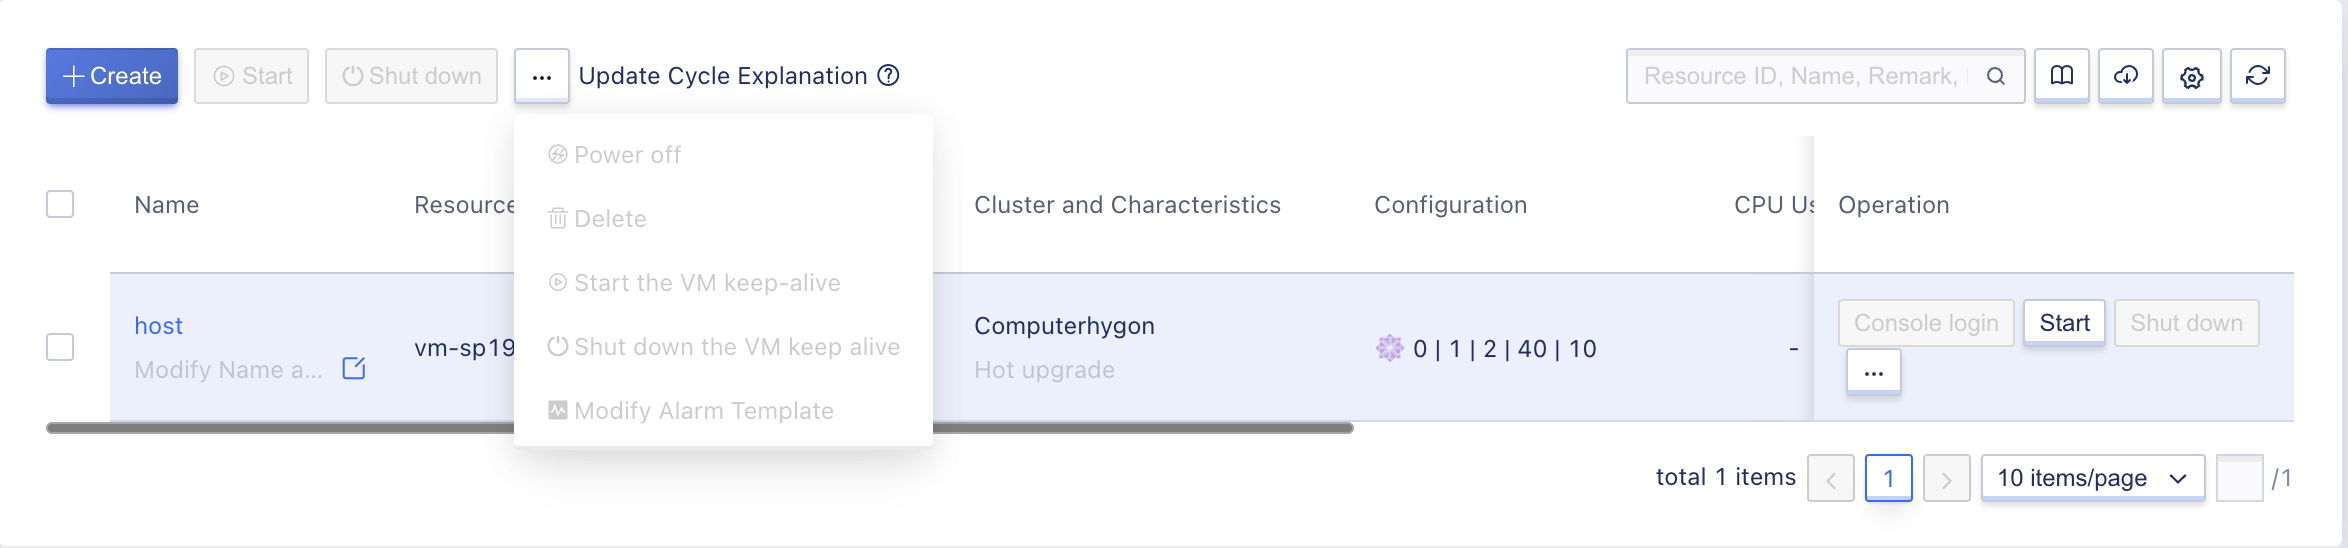 Create
Start
Shut down
...
Update Cycle Explanation
Resource ID, Name, Remark,
Power off
Delete
Start the VM keep-alive
Shut down the VM keep alive
Modify Alarm Template
Name
Resource
Cluster and Characteristics
Configuration
CPU Us
Operation
host
Modify Name a...
vm-sp19
Computerhygon
Hot upgrade
0 | 1 | 2 | 40 | 10
-
Console login
Start
Shut down
...
total 1 items
1
10 items/page
/1